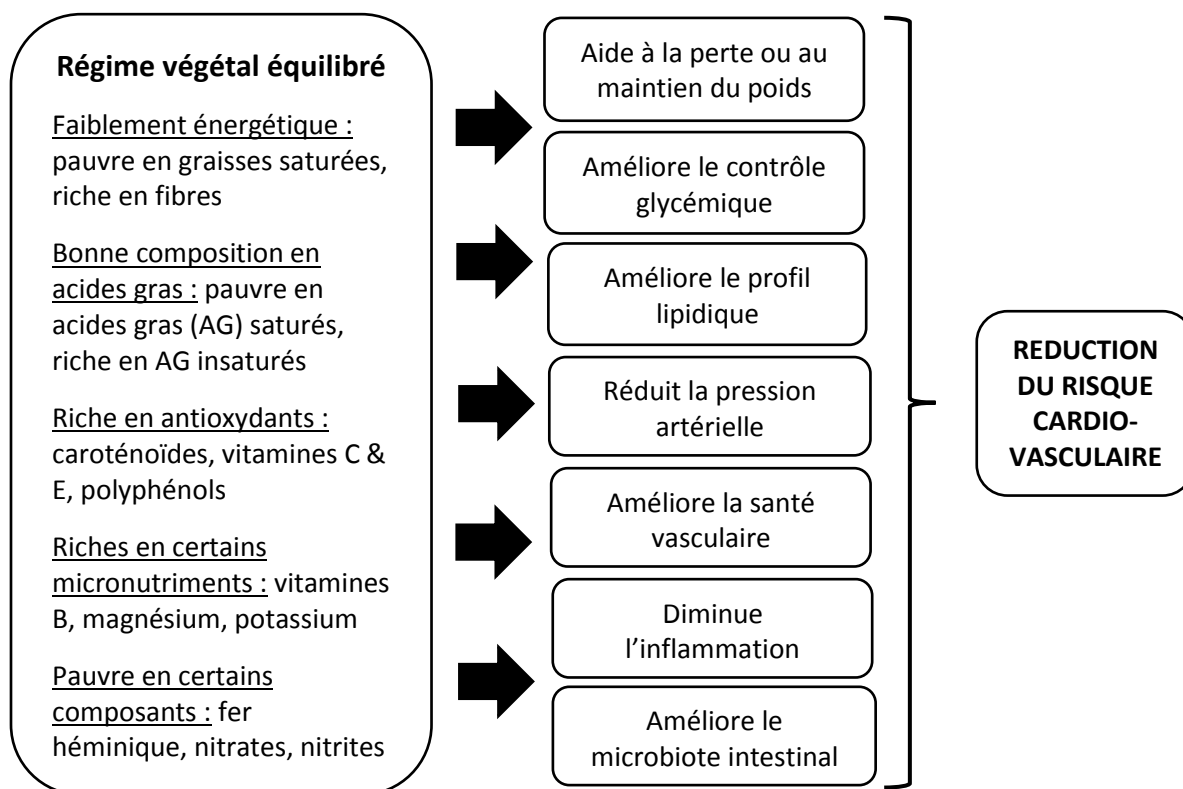 Régime végétal équilibré
Faiblement énergétique :
pauvre en graisses saturées,
riche en fibres
Bonne composition en
acides gras : pauvre en
acides gras (AG) saturés,
riche en AG insaturés
Riche en antioxydants :
caroténoïdes, vitamines C &
E, polyphénols
Riches en certains
micronutriments : vitamines
B, magnésium, potassium
Pauvre en certains
composants : fer
héminique, nitrates, nitrites
Aide à la perte ou au
maintien du poids
Améliore le contrôle
glycémique
Améliore le profil
lipidique
Réduit la pression
artérielle
Améliore la santé
vasculaire
Diminue
l’inflammation
Améliore le
microbiote intestinal
REDUCTION
DU RISQUE
CARDIO-
VASCULAIRE